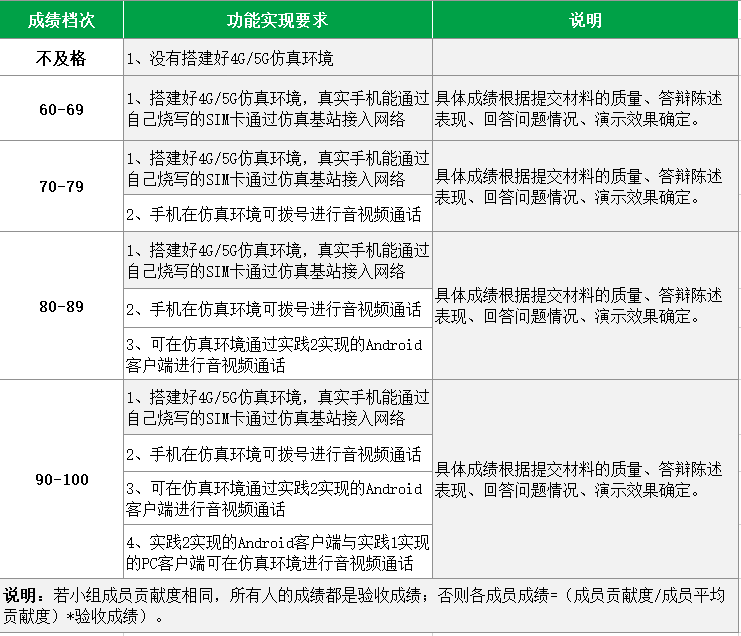 成绩档次 功能实现要求 说明
不及格 1、没有搭建好4G/5G仿真环境
60-69
1、搭建好4G/5G仿真环境，真实手机能通过
自己烧写的SIM卡通过仿真基站接入网络
具体成绩根据提交材料的质量、答辩陈述
表现、回答问题情况、演示效果确定。
70-79
1、搭建好4G/5G仿真环境，真实手机能通过
自己烧写的SIM卡通过仿真基站接入网络
2、手机在仿真环境可拨号进行音视频通话
具体成绩根据提交材料的质量、答辩陈述
表现、回答问题情况、演示效果确定。
80-89
1、搭建好4G/5G仿真环境，真实手机能通过
自己烧写的SIM卡通过仿真基站接入网络
2、手机在仿真环境可拨号进行音视频通话
3、可在仿真环境通过实践2实现的Android
客户端进行音视频通话
具体成绩根据提交材料的质量、答辩陈述
表现、回答问题情况、演示效果确定。
90-100
1、搭建好4G/5G仿真环境，真实手机能通过
自己烧写的SIM卡通过仿真基站接入网络
2、手机在仿真环境可拨号进行音视频通话
3、可在仿真环境通过实践2实现的Android
客户端进行音视频通话
4、实践2实现的Android客户端与实践1实现
的PC客户端可在仿真环境进行音视频通话
具体成绩根据提交材料的质量、答辩陈述
表现、回答问题情况、演示效果确定。
说明：若小组成员贡献度相同，所有人的成绩都是验收成绩；否则各成员成绩=（成员贡献度/成员平均
贡献度）*验收成绩）。